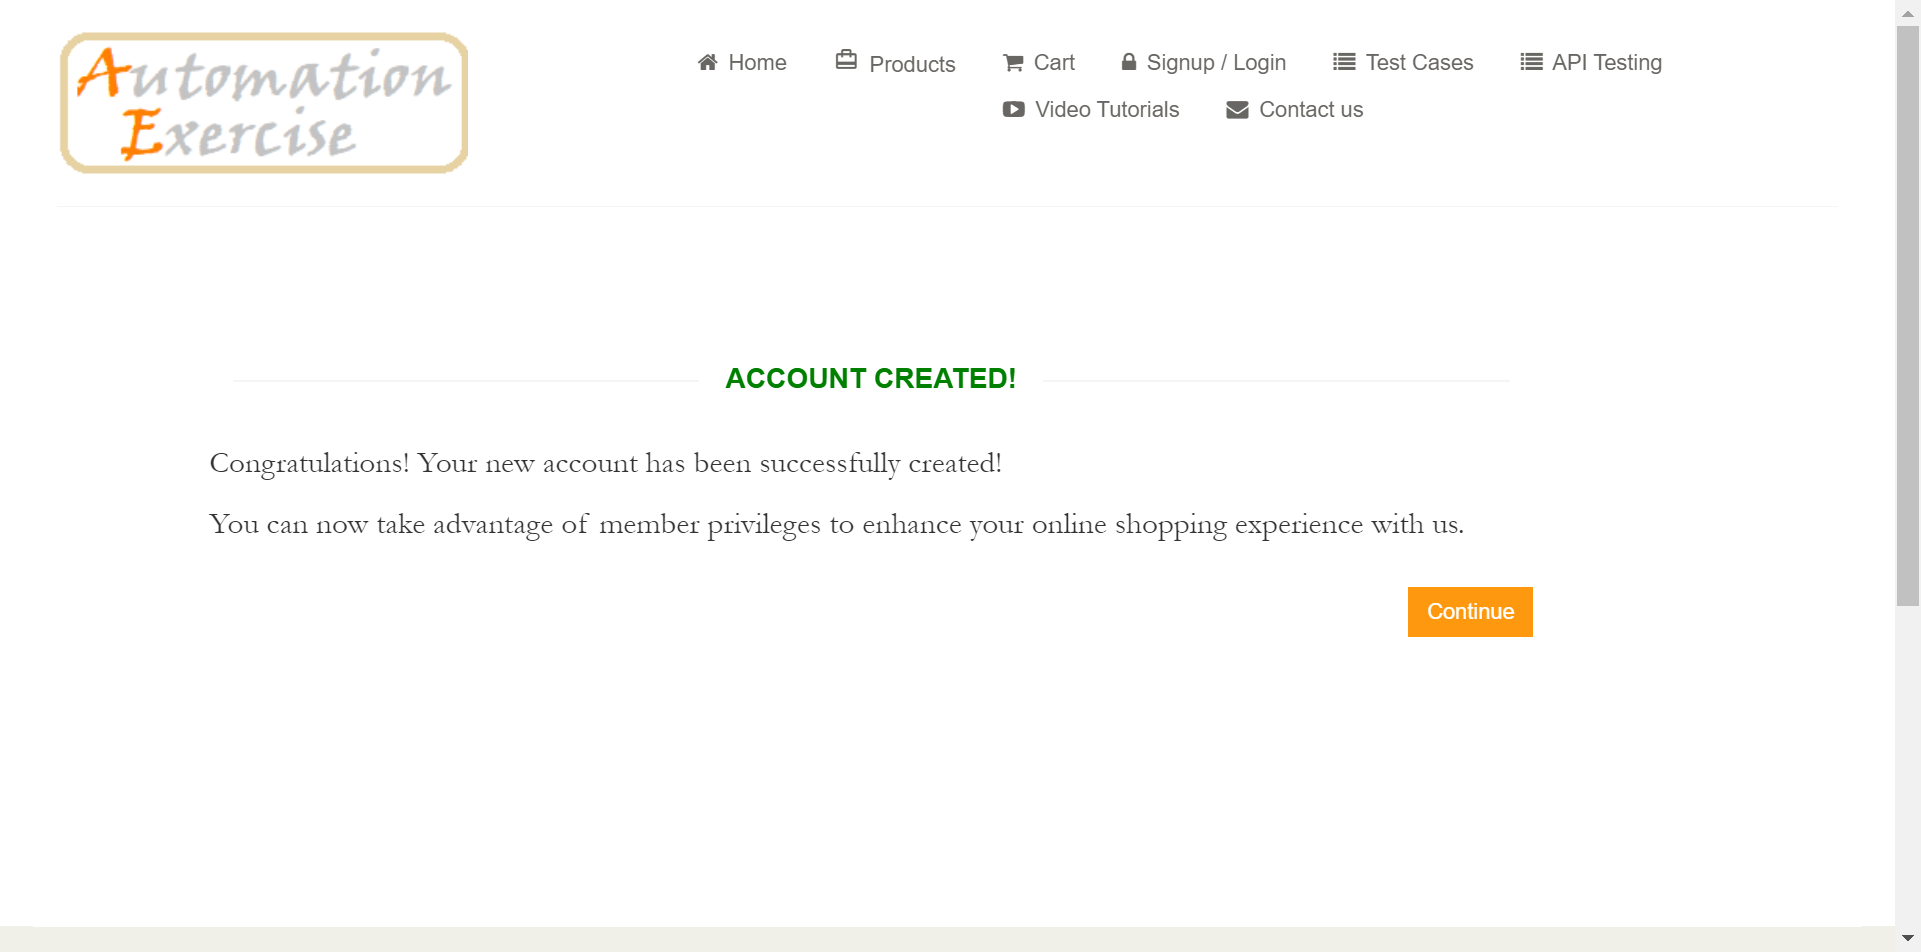 Automation
Exercise
Home Products Cart Signup / Login Test Cases API Testing
Video Tutorials Contact us
ACCOUNT CREATED!
Congratulations! Your new account has been successfully created!
You can now take advantage of member privileges to enhance your online shopping experience with us.
Continue